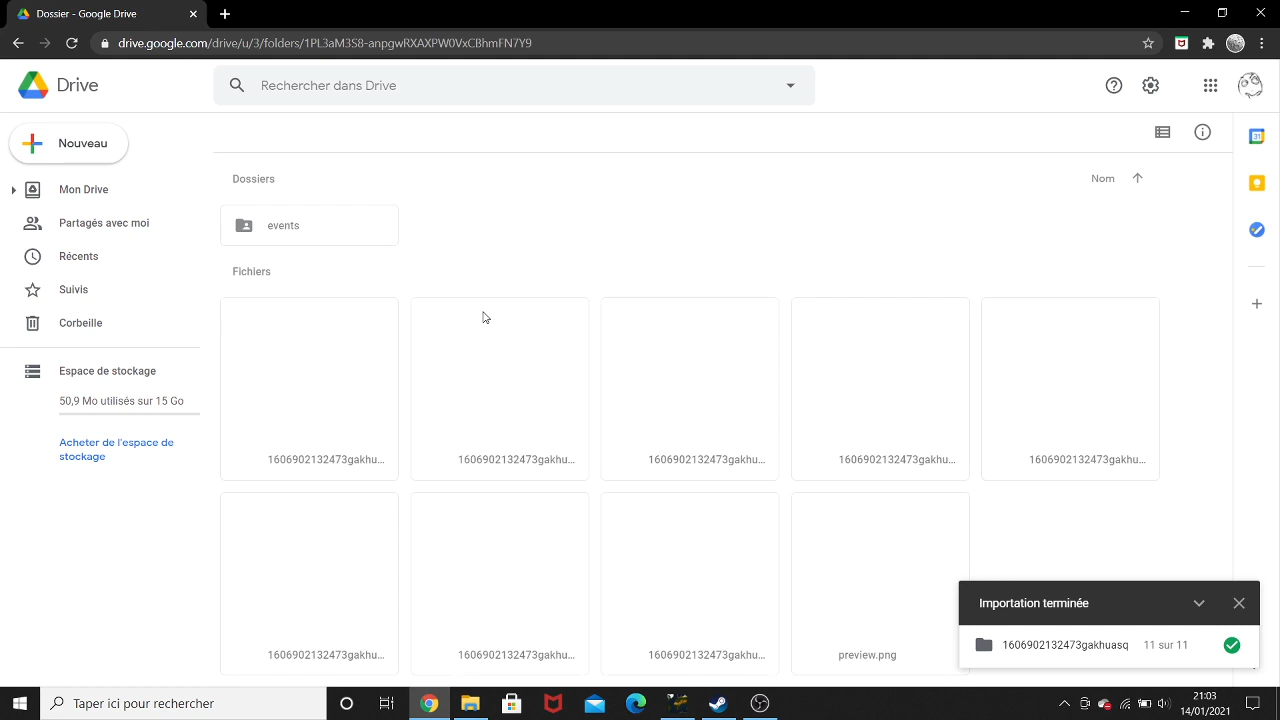 Dossier - Google Drive
drive.google.com/drive/u/3/folders/1PL3aM3S8-anpgwRXAXPW0VxCBhmFN7Y9
Drive
Rechercher dans Drive
Nouveau
Mon Drive
Partagés avec moi
Récents
Suivis
Corbeille
Espace de stockage
50,9 Mo utilisés sur 15 Go
Acheter de l'espace de
stockage
Dossiers
Nom
events
Fichiers
1606902132473gakhu...
1606902132473gakhu...
1606902132473gakhu...
1606902132473gakhu...
1606902132473gakhu...
1606902132473gakhu...
1606902132473gakhu...
1606902132473gakhu...
preview.png
Importation terminée
1606902132473gakhuasq 11 sur 11
31
Taper ici pour rechercher
21:03
14/01/2021